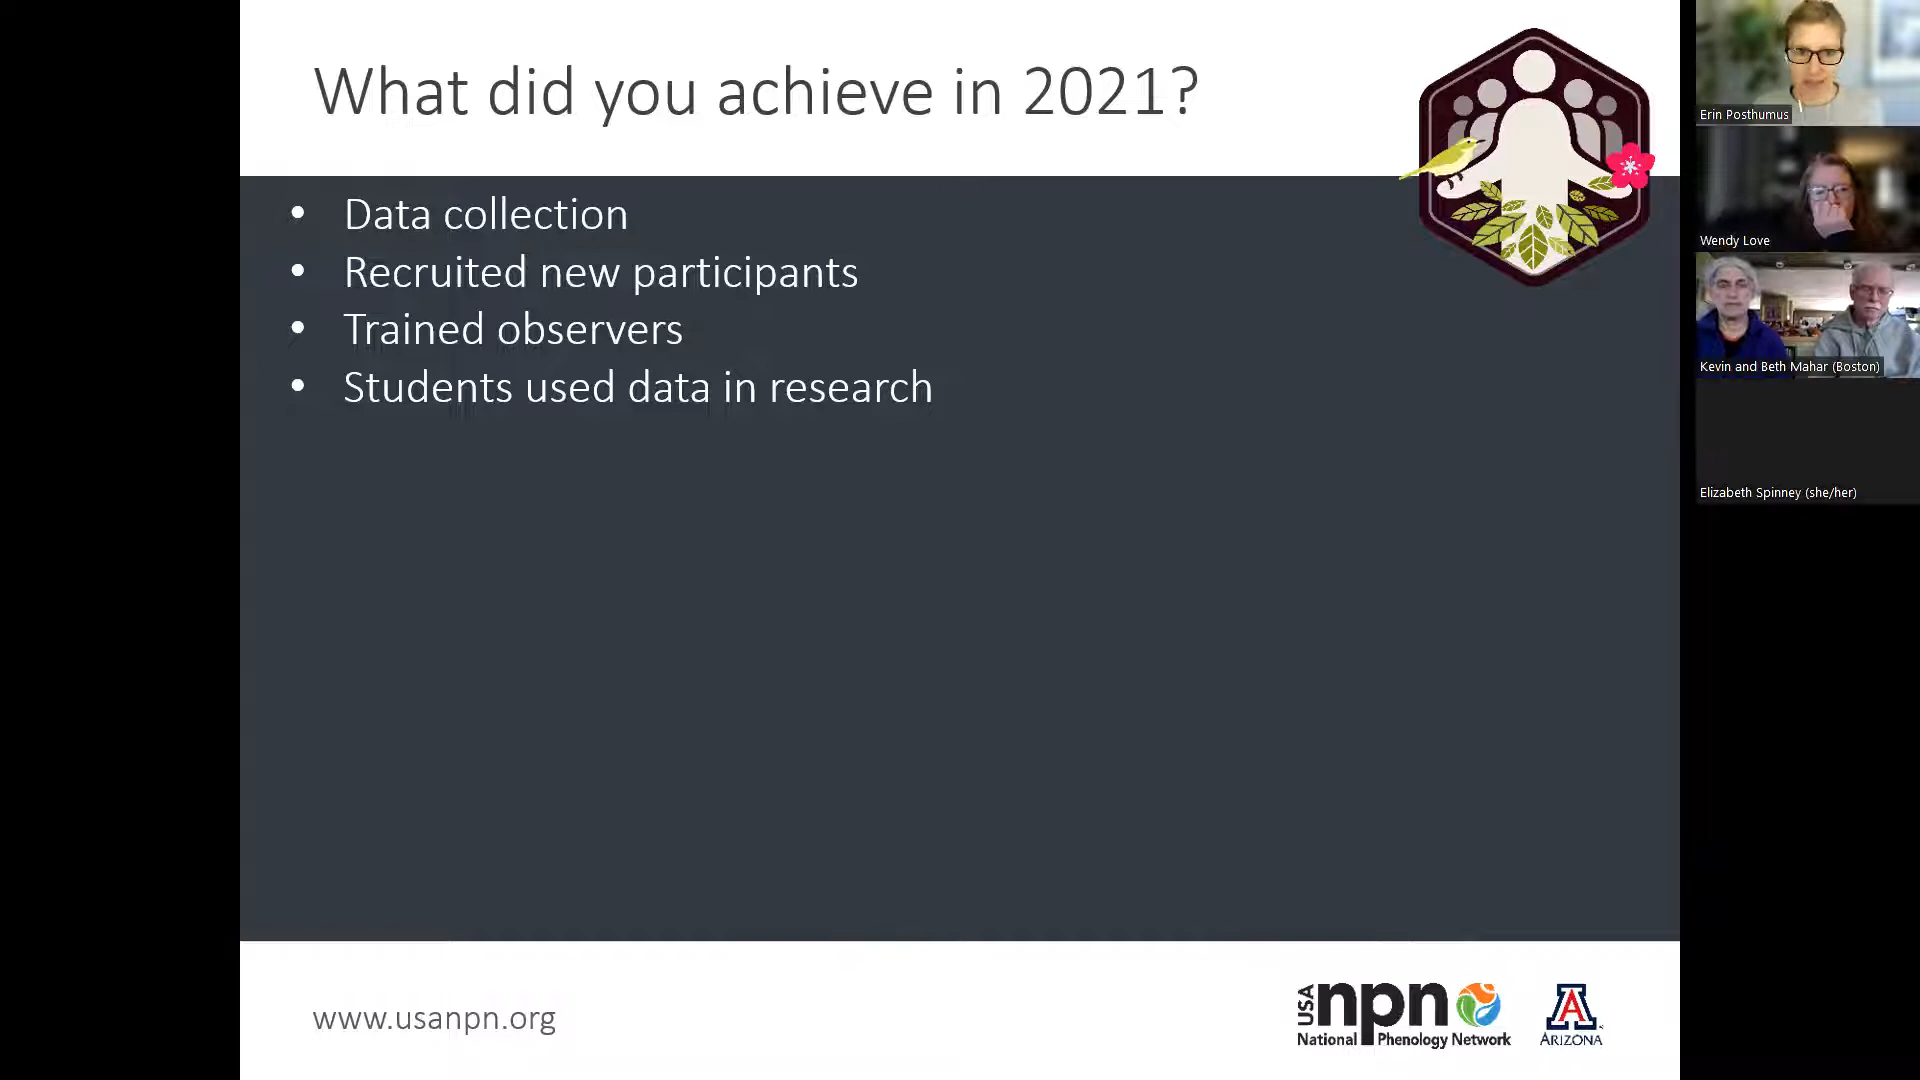 What did you achieve in 2021?
• Data collection
• Recruited new participants
• Trained observers
• Students used data in research
www.usanpn.org
USA
npn
National Phenology Network
A
ARIZONA
Erin Posthumus
Wendy Love
Kevin and Beth Mahar (Boston)
Elizabeth Spinney (she/her)